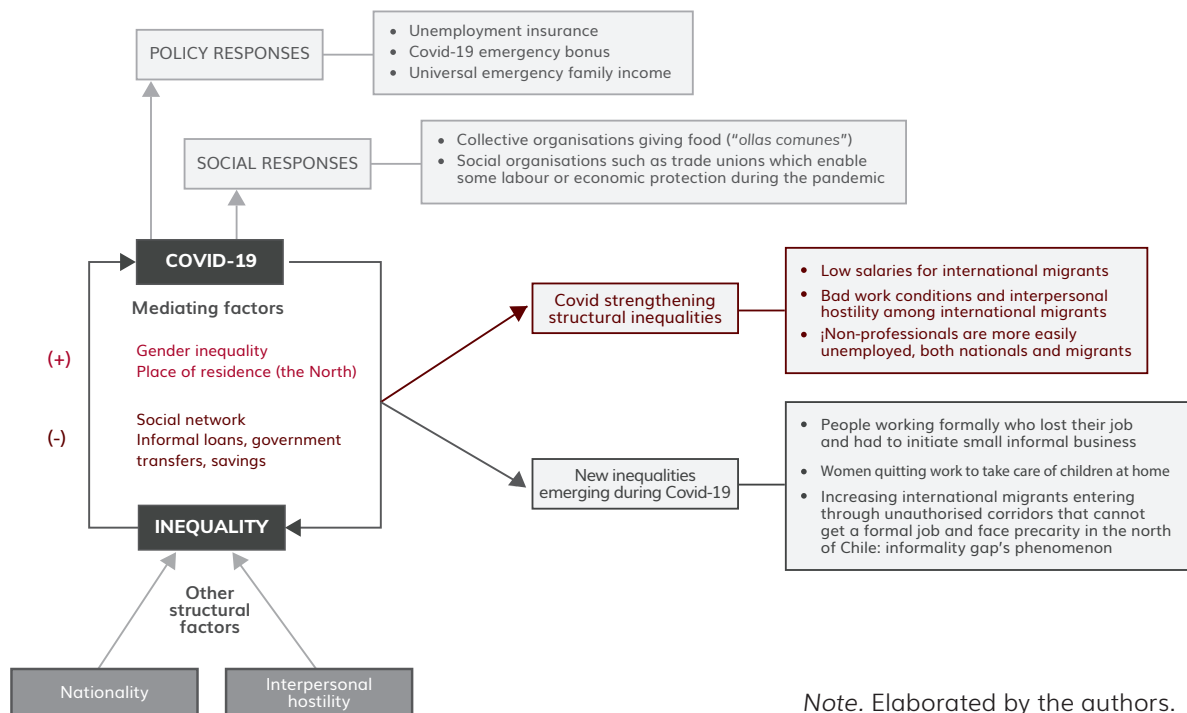 POLICY RESPONSES
• Unemployment insurance
• Covid-19 emergency bonus
• Universal emergency family income
SOCIAL RESPONSES
• Collective organisations giving food ("ollas comunes")
• Social organisations such as trade unions which enable
some labour or economic protection during the pandemic
COVID-19
Mediating factors
(+)
Gender inequality
Place of residence (the North)
(-)
Social network
Informal loans, government
transfers, savings
INEQUALITY
Other
structural
factors
Nationality
Interpersonal
hostility
Covid strengthening
structural inequalities
• Low salaries for international migrants
• Bad work conditions and interpersonal
hostility among international migrants
• ¡Non-professionals are more easily
unemployed, both nationals and migrants
New inequalities
emerging during Covid-19
• People working formally who lost their job
and had to initiate small informal business
• Women quitting work to take care of children at home
• Increasing international migrants entering
through unauthorised corridors that cannot
get a formal job and face precarity in the north
of Chile: informality gap's phenomenon
Note. Elaborated by the authors.